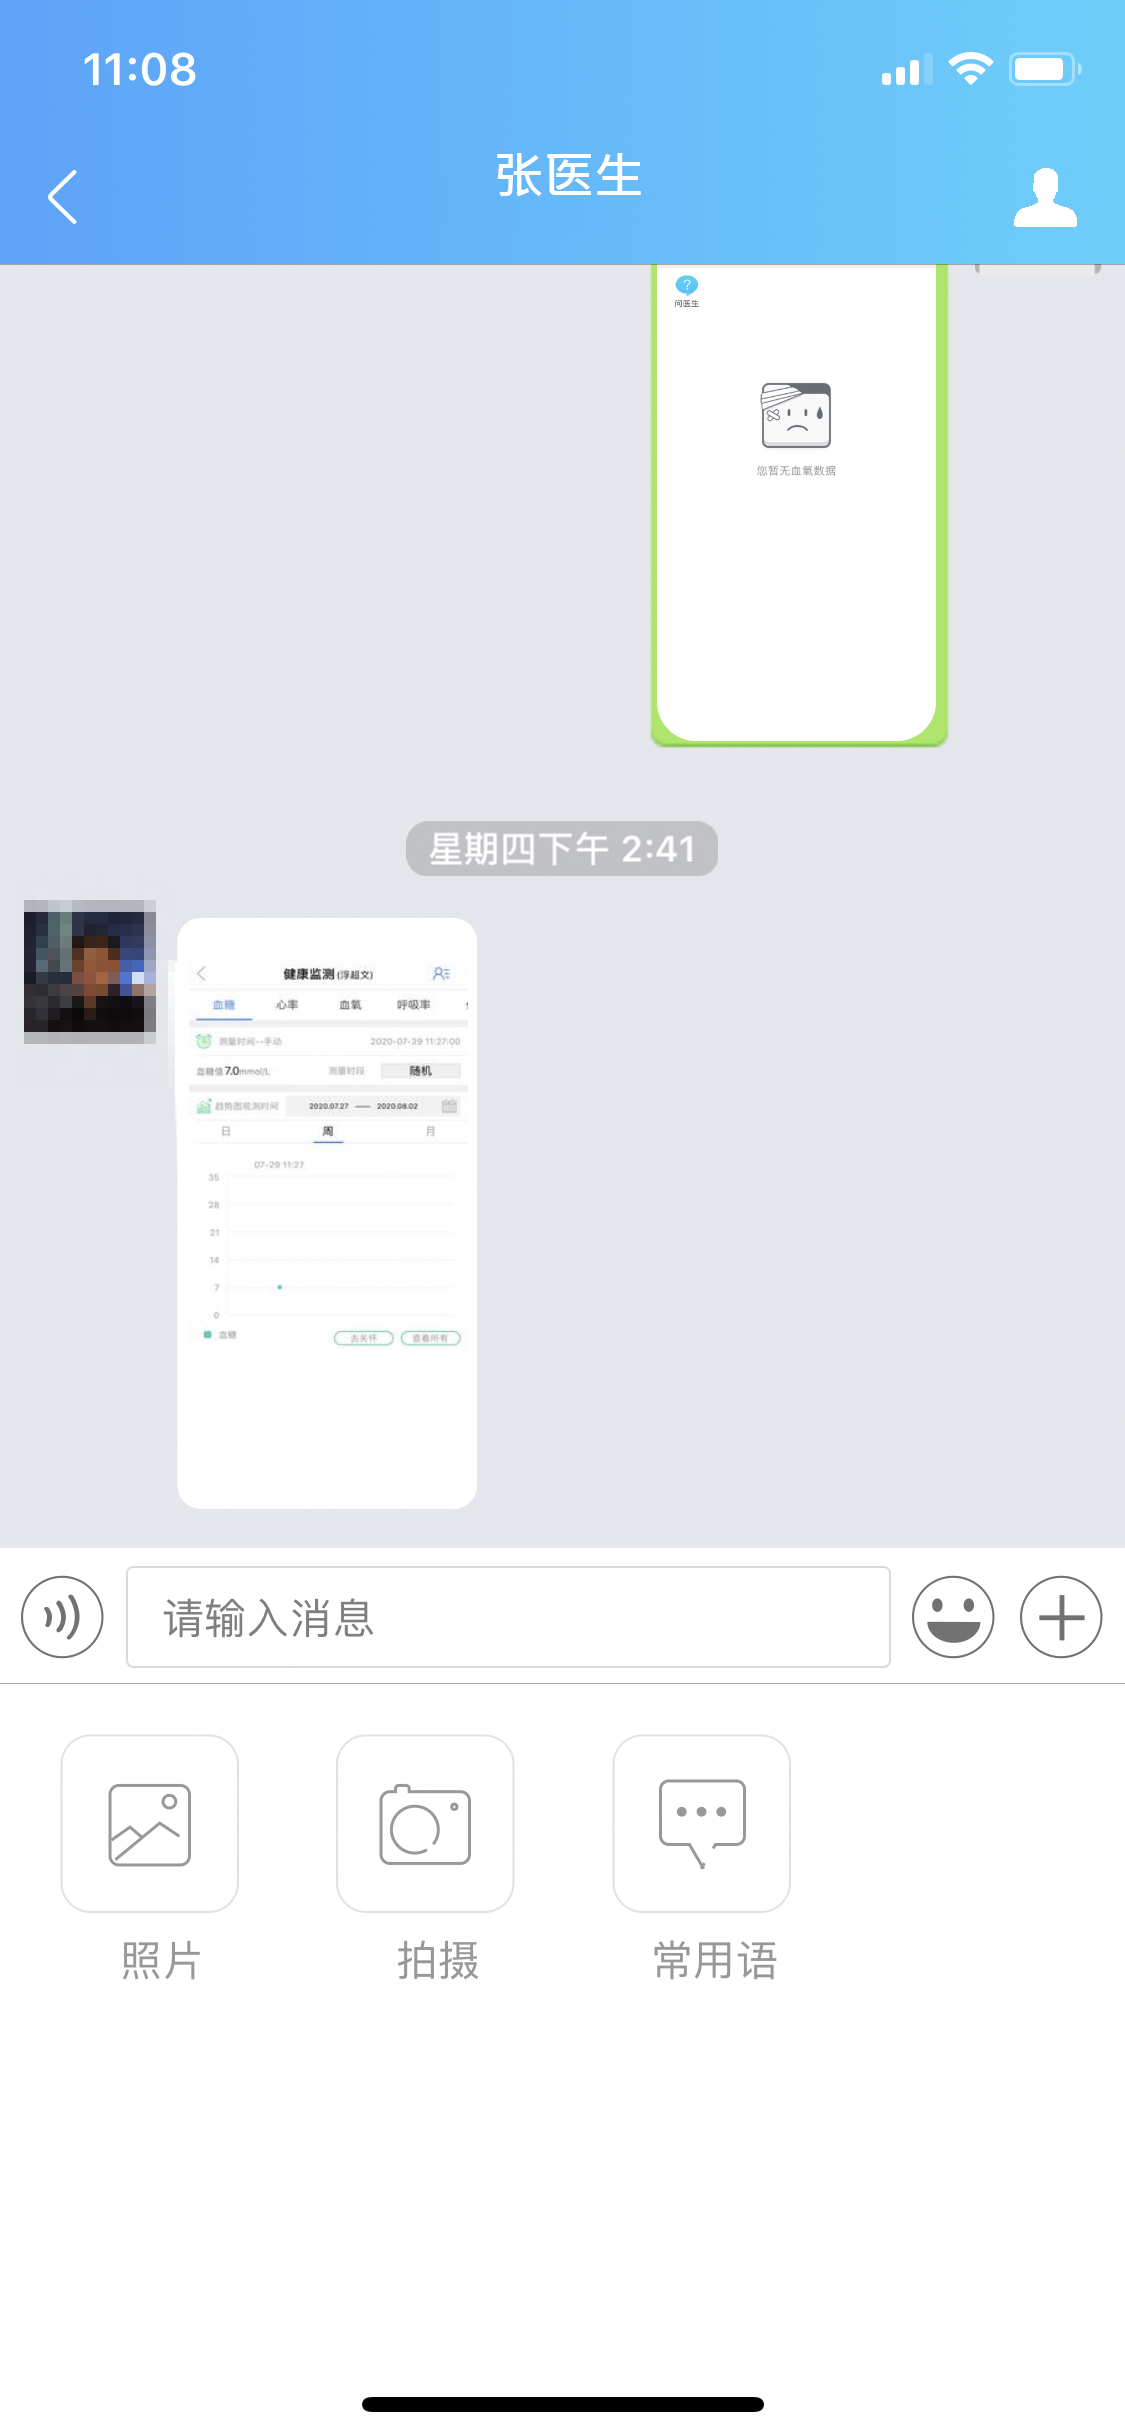 11:08
张医生
?
问医生
您暂无血氧数据
星期四下午 2:41
健康监测(浮超文)
血糖 心率 血氧 呼吸率
测量时间--手动 2020-07-29 11:27:00
血糖值7.0mmol/L 测量时段 随机
趋势图观测时间 2020.07.27 — 2020.08.02
日 周 月
07-29 11:27
35
28
21
14
7
0
血糖 去关怀 查看所有
请输入消息
照片 拍摄 常用语